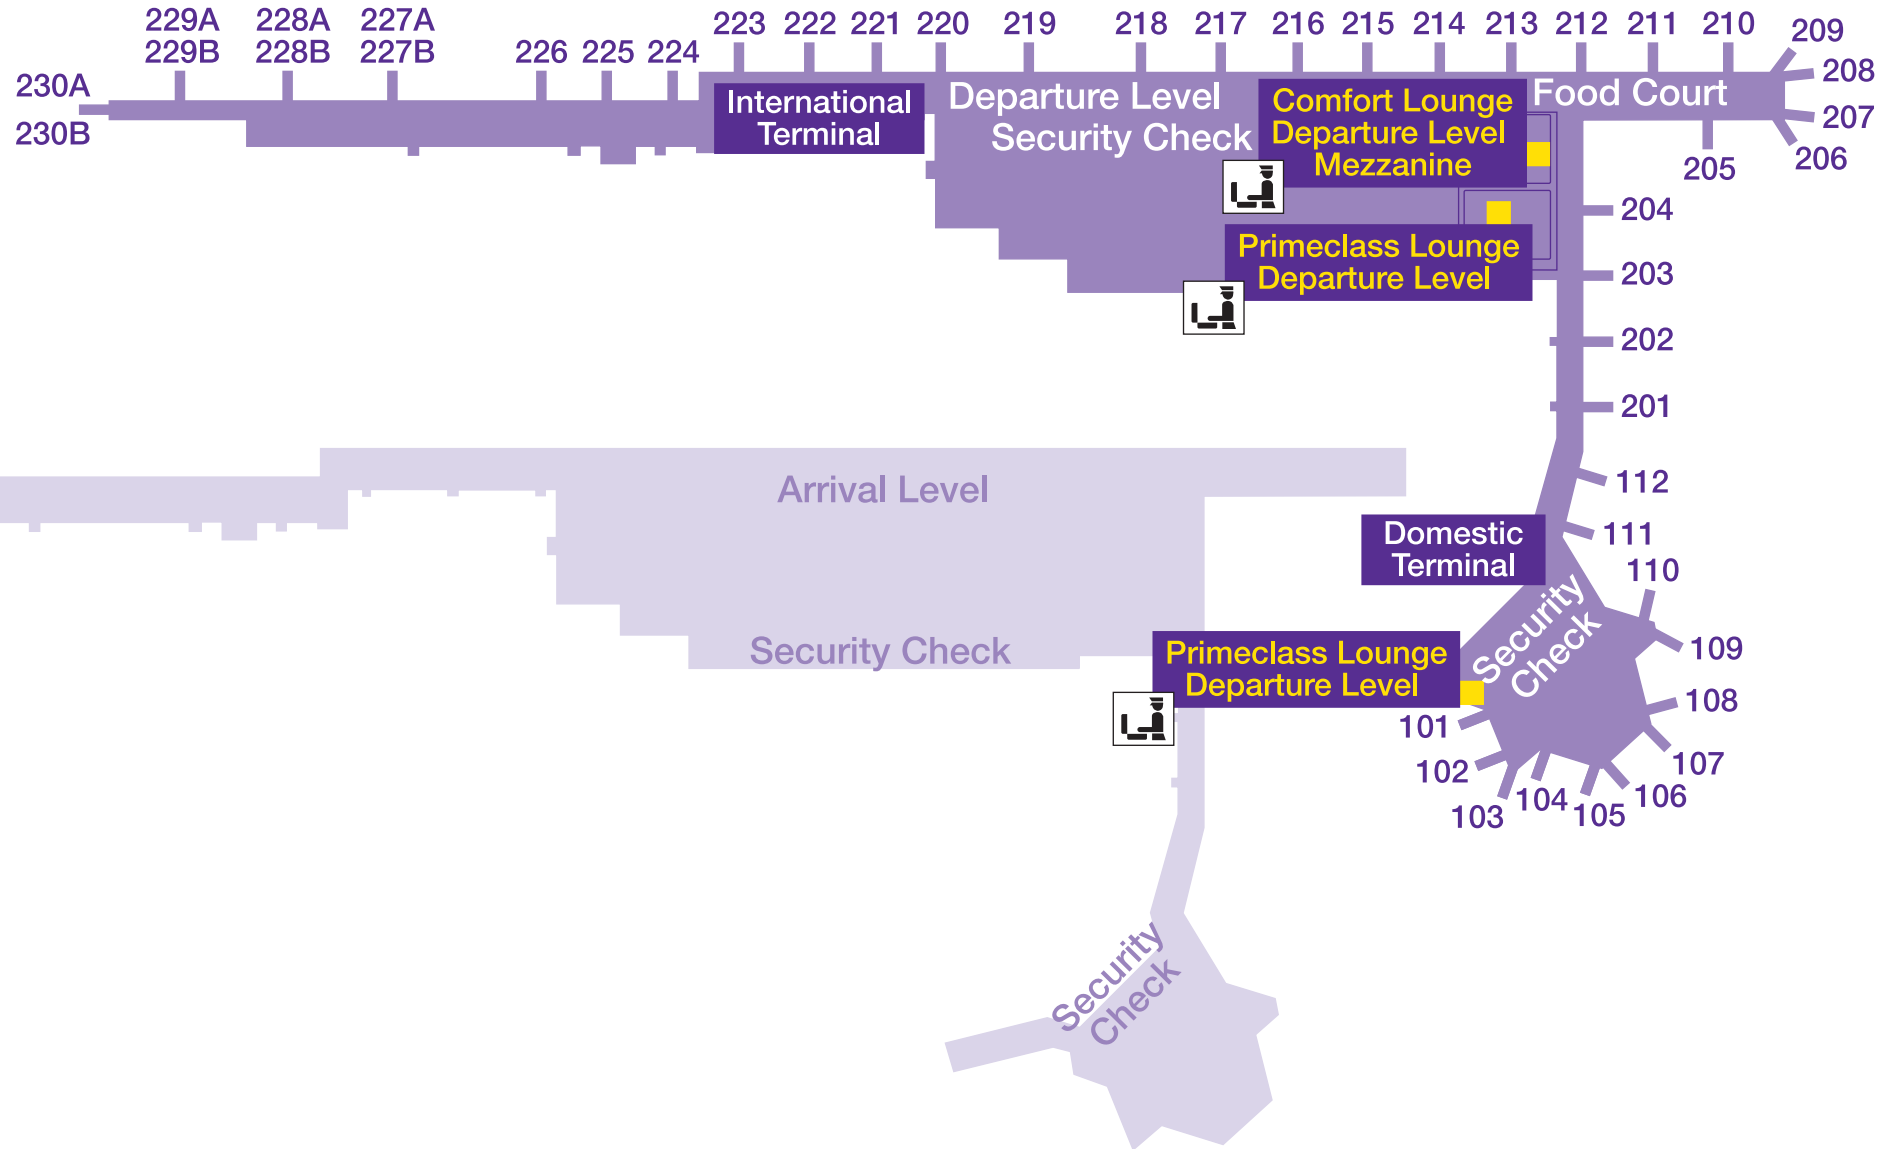 229A
229B
228A
228B
227A
227B
226
225
224
223
222
221
220
219
218
217
216
215
214
213
212
211
210
209
208
207
206
205
230A
230B
International
Terminal
Departure Level
Security Check
Comfort Lounge
Departure Level
Mezzanine
Food Court
204
Primeclass Lounge
Departure Level
203
202
201
112
111
110
109
108
107
106
105
104
103
102
101
Domestic
Terminal
Security
Check
Primeclass Lounge
Departure Level
Arrival Level
Security Check
Security
Check